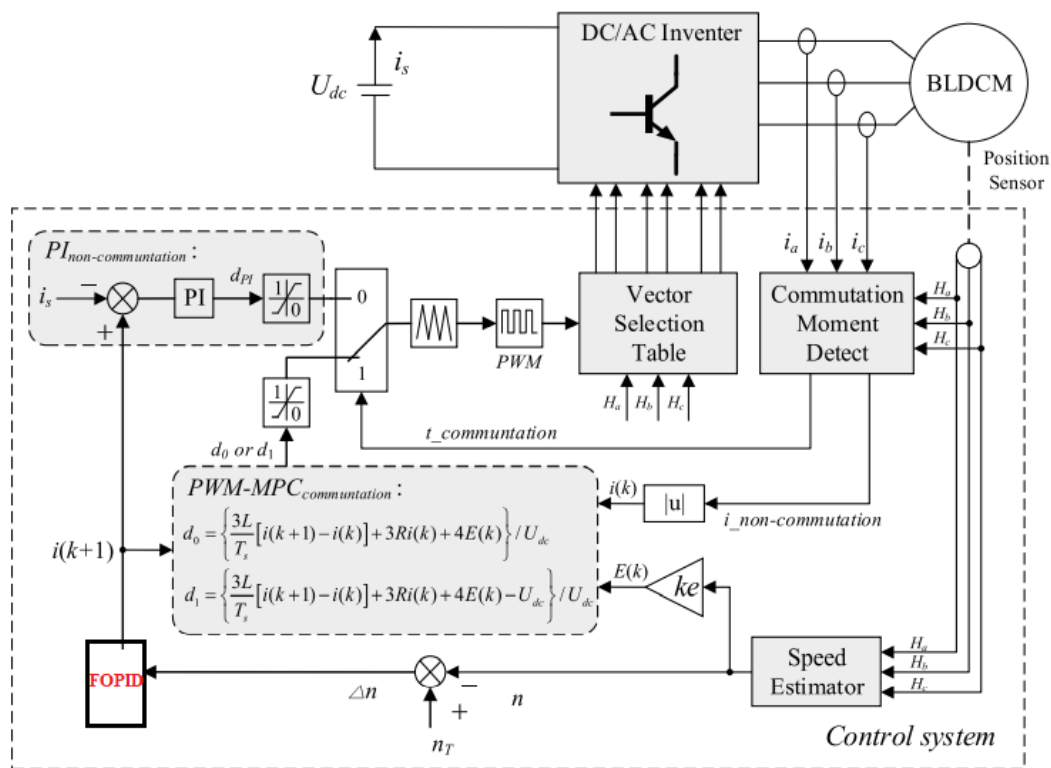 DC/AC Inventer
i_s
U_dc
BLDCM
Position
Sensor
PI_non-communtation :
i_a
i_b
i_c
d_PI
i_s
−
PI
1
0
0
+
1
PWM
Vector
Selection
Table
Commutation
Moment
Detect
H_a
H_b
H_c
1
0
H_a
H_b
H_c
t_communtation
d_0 or d_1
PWM-MPC_communtation :
i(k)
|u|
i_non-commutation
d_0 = {3L/T_s [i(k+1) − i(k)] + 3Ri(k) + 4E(k)} / U_dc
i(k+1)
E(k)
ke
d_1 = {3L/T_s [i(k+1) − i(k)] + 3Ri(k) + 4E(k) − U_dc} / U_dc
FOPID
Speed
Estimator
H_a
H_b
H_c
△n
−
+
n
n_T
Control system